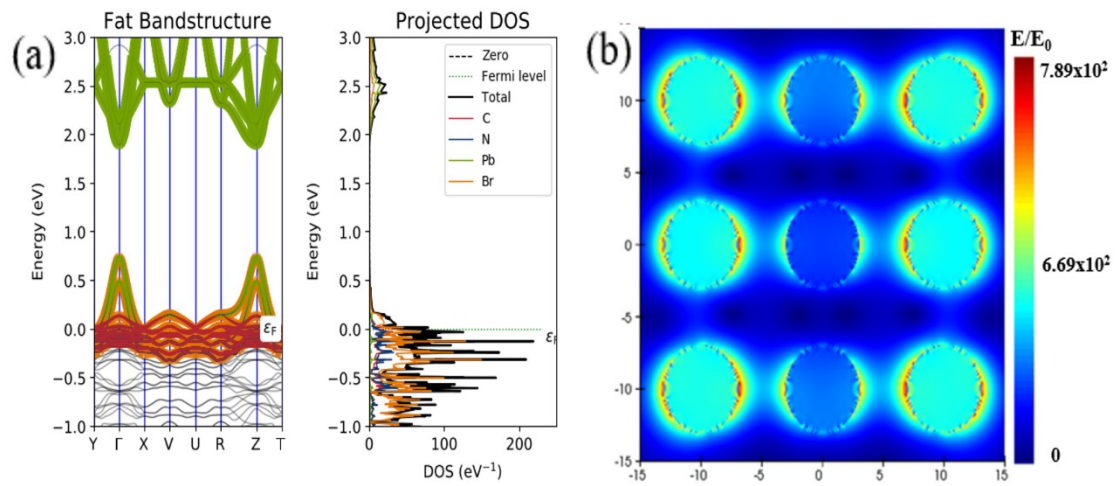 (a)
Fat Bandstructure
Energy (eV)
3.0
2.5
2.0
1.5
1.0
0.5
0.0
−0.5
−1.0
εF
Y Γ X V U R Z T
Projected DOS
Energy (eV)
3.0
2.5
2.0
1.5
1.0
0.5
0.0
−0.5
−1.0
Zero
Fermi level
Total
C
N
Pb
Br
εF
0 100 200
DOS (eV⁻¹)
(b)
10
5
0
-5
-10
-15
-15 -10 -5 0 5 10 15
E/E₀
7.89x10²
6.69x10²
0